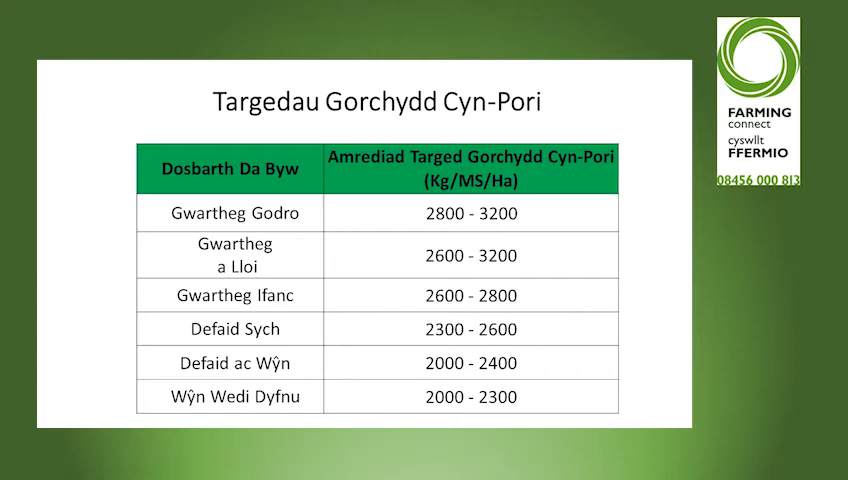 Targedau Gorchydd Cyn-Pori
Dosbarth Da Byw
Amrediad Targed Gorchydd Cyn-Pori
(Kg/MS/Ha)
Gwartheg Godro
2800 - 3200
Gwartheg
a Lloi
2600 - 3200
Gwartheg Ifanc
2600 - 2800
Defaid Sych
2300 - 2600
Defaid ac Wŷn
2000 - 2400
Wŷn Wedi Dyfnu
2000 - 2300
FARMING
connect
cyswllt
FFERMIO
08456 000 813